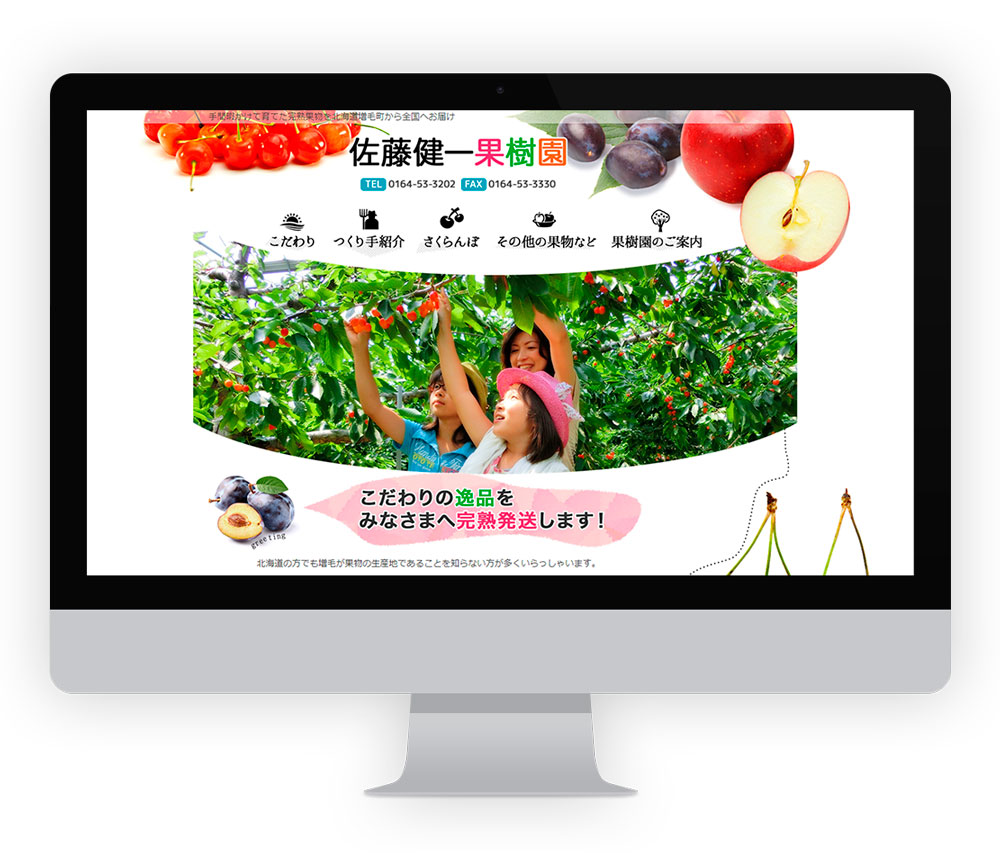 手間暇かけて育てた完熟果物を北海道増毛町から全国へお届け
佐藤健一果樹園
TEL 0164-53-3202 FAX 0164-53-3330
こだわり つくり手紹介 さくらんぼ その他の果物など 果樹園のご案内
こだわりの逸品を
みなさまへ完熟発送します!
greeting
北海道の方でも増毛が果物の生産地であることを知らない方が多くいらっしゃいます。